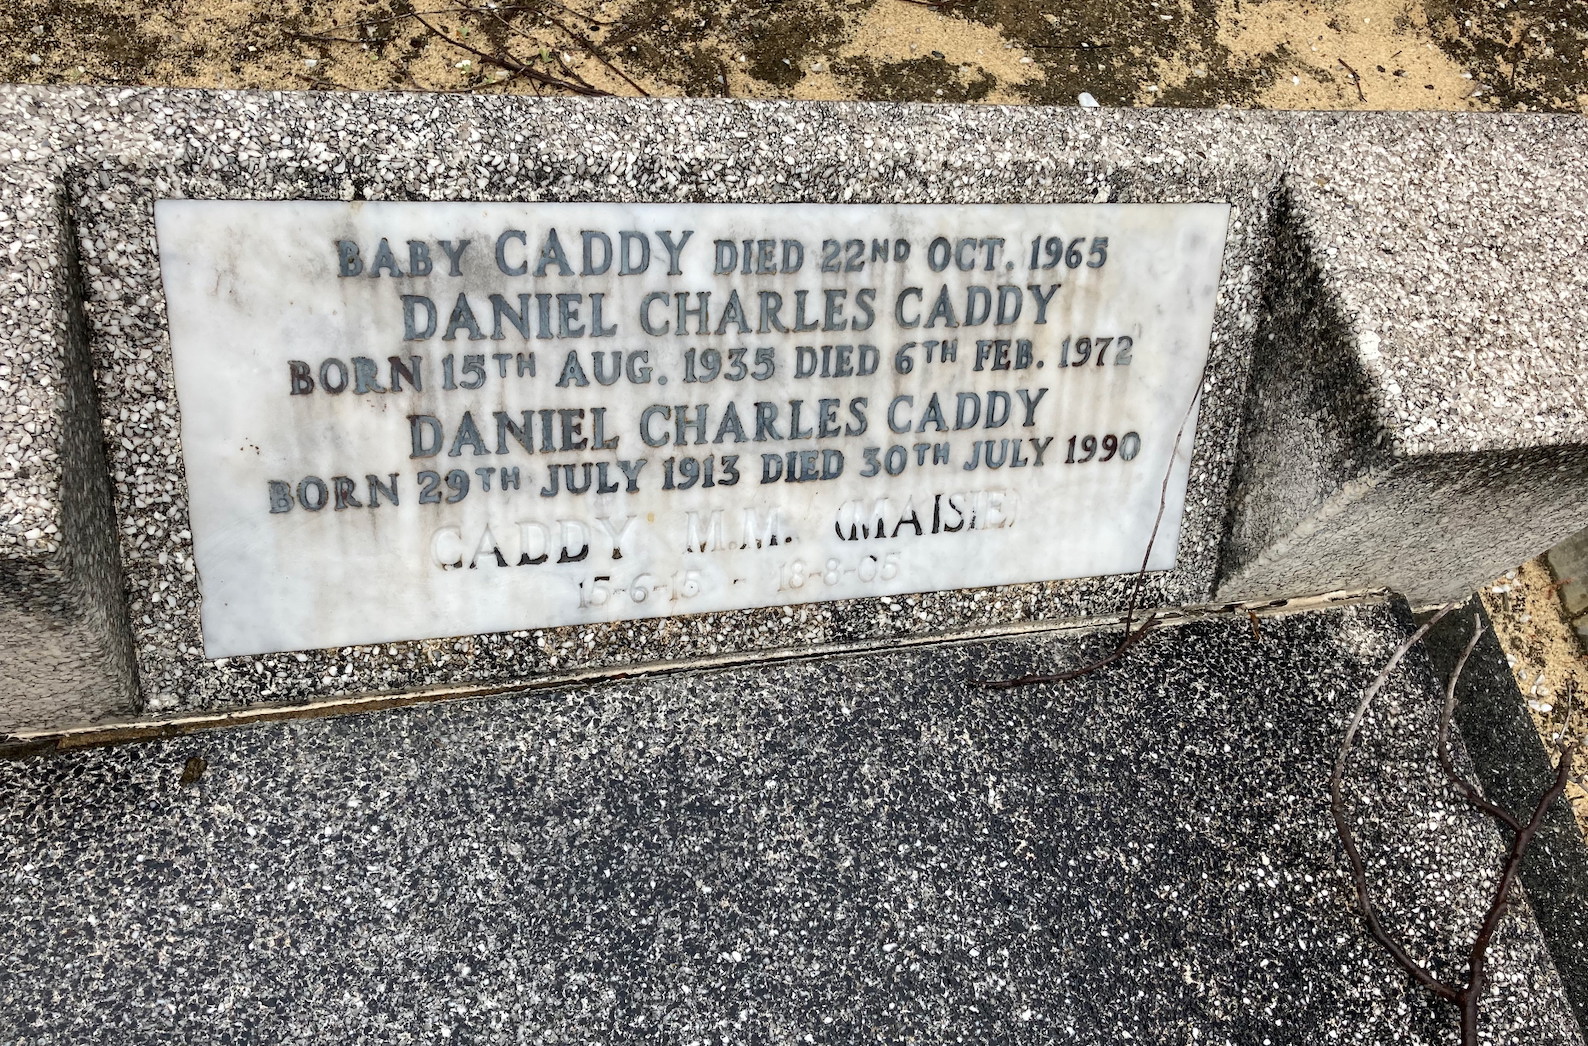 BABY CADDY DIED 22ND OCT. 1965
DANIEL CHARLES CADDY
BORN 15TH AUG. 1935 DIED 6TH FEB. 1972
DANIEL CHARLES CADDY
BORN 29TH JULY 1913 DIED 30TH JULY 1990
CADDY M.M. (MAISIE)
15-6-15 - 18-8-05